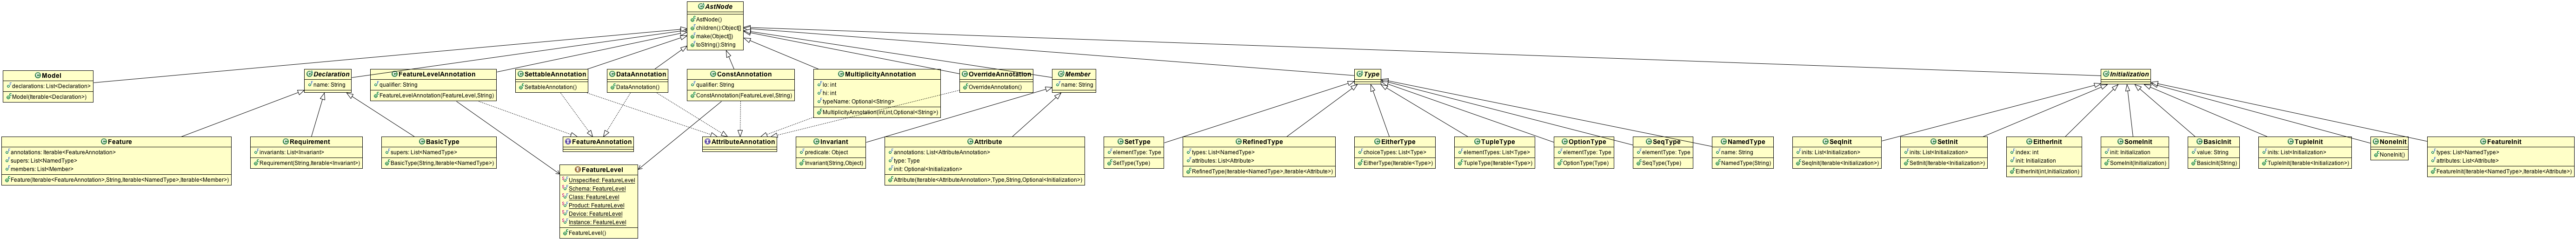 AstNode
AstNode()
children():Object[]
make(Object[])
toString():String
Model
declarations: List<Declaration>
Model(Iterable<Declaration>)
Declaration
name: String
FeatureLevelAnnotation
qualifier: String
FeatureLevelAnnotation(FeatureLevel,String)
SettableAnnotation
SettableAnnotation()
DataAnnotation
DataAnnotation()
ConstAnnotation
qualifier: String
ConstAnnotation(FeatureLevel,String)
MultiplicityAnnotation
lo: int
hi: int
typeName: Optional<String>
MultiplicityAnnotation(int,int,Optional<String>)
OverrideAnnotation
OverrideAnnotation()
Member
name: String
Type
Initialization
Feature
annotations: Iterable<FeatureAnnotation>
supers: List<NamedType>
members: List<Member>
Feature(Iterable<FeatureAnnotation>,String,Iterable<NamedType>,Iterable<Member>)
Requirement
invariants: List<Invariant>
Requirement(String,Iterable<Invariant>)
BasicType
supers: List<NamedType>
BasicType(String,Iterable<NamedType>)
FeatureAnnotation
AttributeAnnotation
Invariant
predicate: Object
Invariant(String,Object)
Attribute
annotations: List<AttributeAnnotation>
type: Type
init: Optional<Initialization>
Attribute(Iterable<AttributeAnnotation>,Type,String,Optional<Initialization>)
SetType
elementType: Type
SetType(Type)
RefinedType
types: List<NamedType>
attributes: List<Attribute>
RefinedType(Iterable<NamedType>,Iterable<Attribute>)
EitherType
choiceTypes: List<Type>
EitherType(Iterable<Type>)
TupleType
elementTypes: List<Type>
TupleType(Iterable<Type>)
OptionType
elementType: Type
OptionType(Type)
SeqType
elementType: Type
SeqType(Type)
NamedType
name: String
NamedType(String)
SeqInit
inits: List<Initialization>
SeqInit(Iterable<Initialization>)
SetInit
inits: List<Initialization>
SetInit(Iterable<Initialization>)
EitherInit
index: int
init: Initialization
EitherInit(int,Initialization)
SomeInit
init: Initialization
SomeInit(Initialization)
BasicInit
value: String
BasicInit(String)
TupleInit
inits: List<Initialization>
TupleInit(Iterable<Initialization>)
NoneInit
NoneInit()
FeatureInit
types: List<NamedType>
attributes: List<Attribute>
FeatureInit(Iterable<NamedType>,Iterable<Attribute>)
FeatureLevel
Unspecified: FeatureLevel
Schema: FeatureLevel
Class: FeatureLevel
Product: FeatureLevel
Device: FeatureLevel
Instance: FeatureLevel
FeatureLevel()